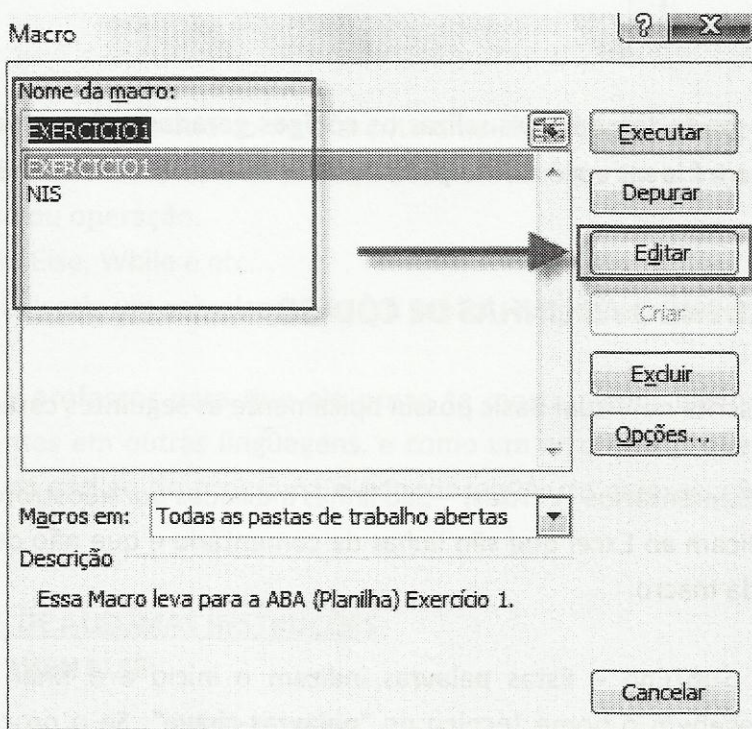 Macro
Nome da macro:
EXERCICIO1
EXERCICIO1
NIS
Executar
Depurar
Editar
Criar
Excluir
Opções...
Macros em: Todas as pastas de trabalho abertas
Descrição
Essa Macro leva para a ABA (Planilha) Exercício 1.
Cancelar